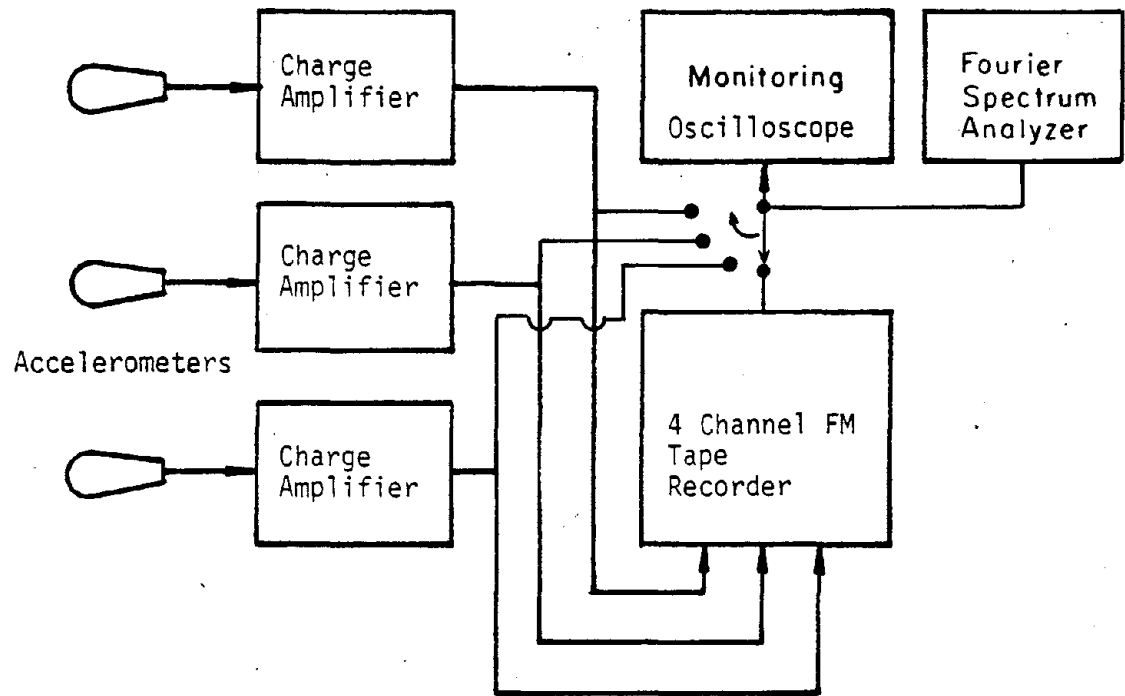 Charge
Amplifier
Monitoring
Oscilloscope
Fourier
Spectrum
Analyzer
Charge
Amplifier
Accelerometers
Charge
Amplifier
4 Channel FM
Tape
Recorder